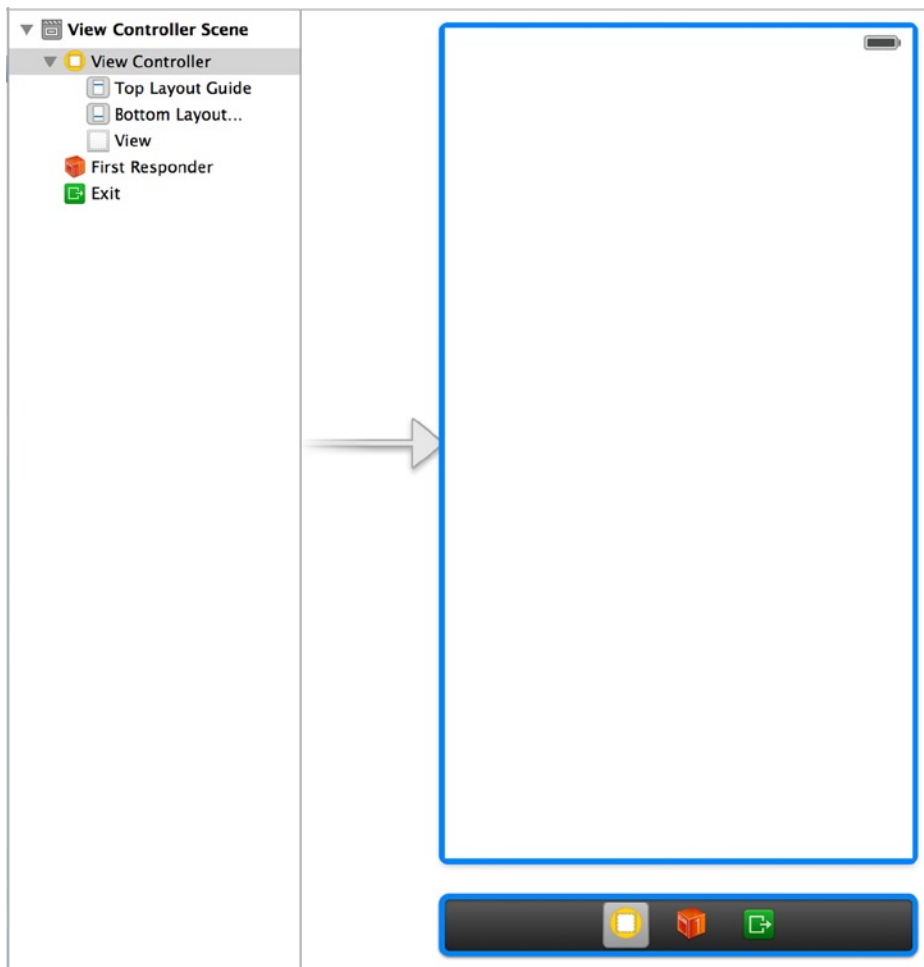 View Controller Scene
View Controller
Top Layout Guide
Bottom Layout...
View
First Responder
Exit